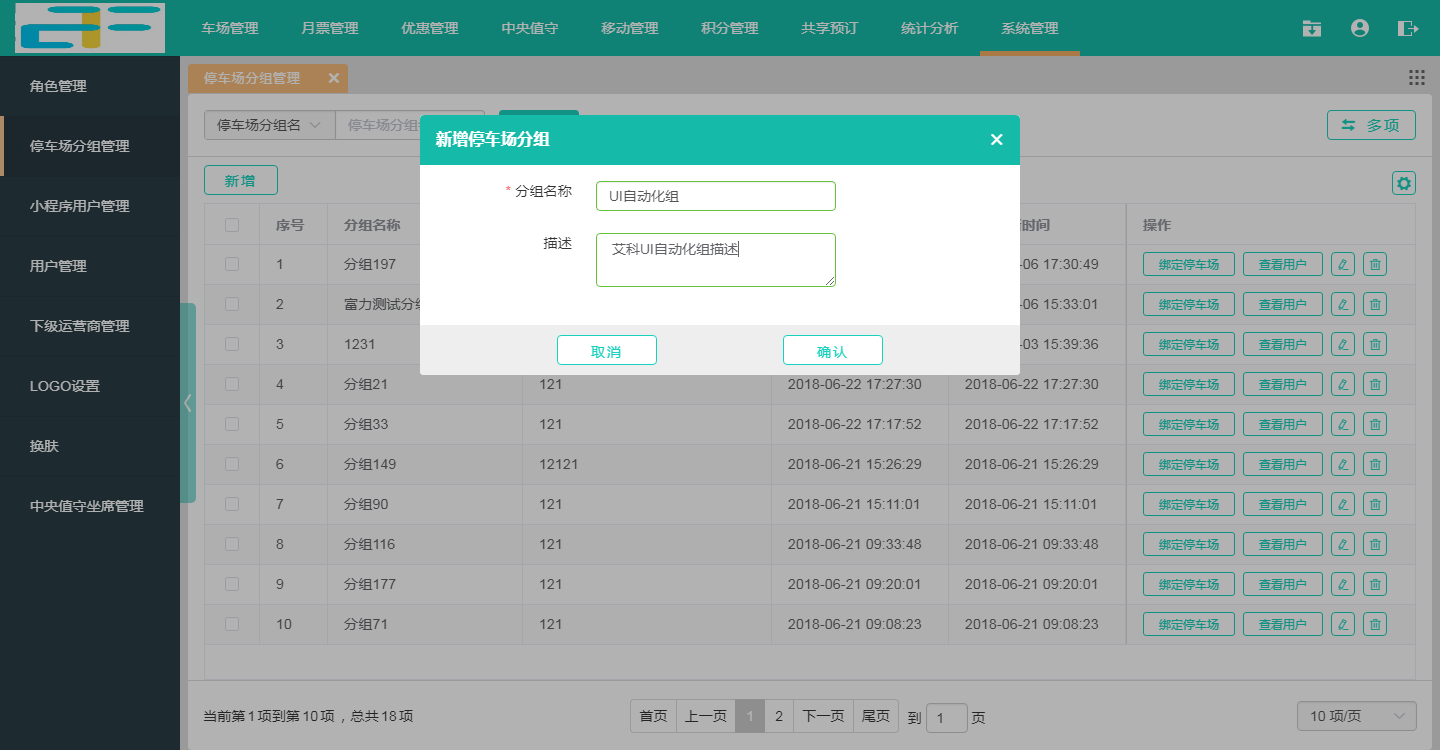 车场管理 月票管理 优惠管理 中央值守 移动管理 积分管理 共享预订 统计分析 系统管理
角色管理
停车场分组管理
小程序用户管理
用户管理
下级运营商管理
LOGO设置
换肤
中央值守坐席管理
停车场分组管理
停车场分组名 停车场分组 多项
新增
新增停车场分组
* 分组名称 UI自动化组
描述 艾科UI自动化组描述
取消 确认
序号 分组名称 时间 操作
1 分组197 06 17:30:49 绑定停车场 查看用户
2 富力测试分组 06 15:33:01 绑定停车场 查看用户
3 1231 03 15:39:36 绑定停车场 查看用户
4 分组21 121 2018-06-22 17:27:30 2018-06-22 17:27:30 绑定停车场 查看用户
5 分组33 121 2018-06-22 17:17:52 2018-06-22 17:17:52 绑定停车场 查看用户
6 分组149 12121 2018-06-21 15:26:29 2018-06-21 15:26:29 绑定停车场 查看用户
7 分组90 121 2018-06-21 15:11:01 2018-06-21 15:11:01 绑定停车场 查看用户
8 分组116 121 2018-06-21 09:33:48 2018-06-21 09:33:48 绑定停车场 查看用户
9 分组177 121 2018-06-21 09:20:01 2018-06-21 09:20:01 绑定停车场 查看用户
10 分组71 121 2018-06-21 09:08:23 2018-06-21 09:08:23 绑定停车场 查看用户
当前第1项到第10项，总共18项 首页 上一页 1 2 下一页 尾页 到 1 页 10 项/页